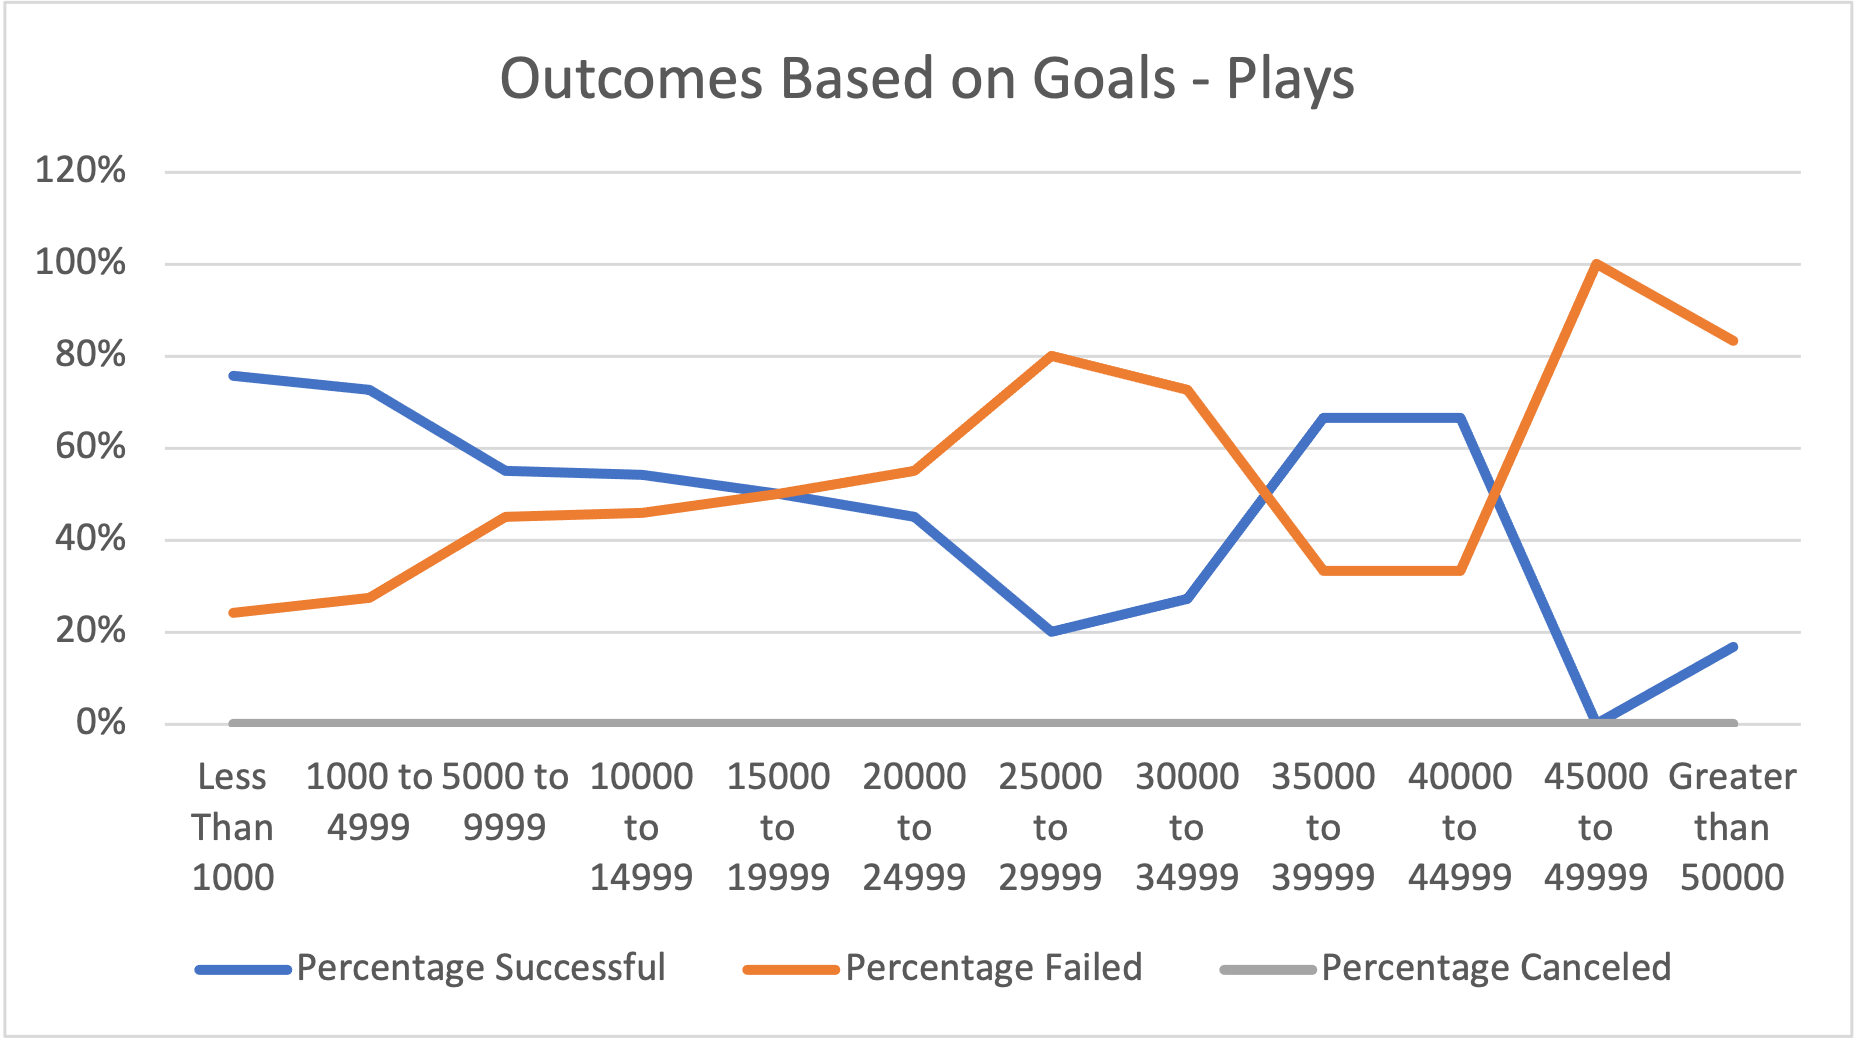 Outcomes Based on Goals - Plays
120%
100%
80%
60%
40%
20%
0%
Less Than 1000
1000 to 4999
5000 to 9999
10000 to 14999
15000 to 19999
20000 to 24999
25000 to 29999
30000 to 34999
35000 to 39999
40000 to 44999
45000 to 49999
Greater than 50000
Percentage Successful
Percentage Failed
Percentage Canceled